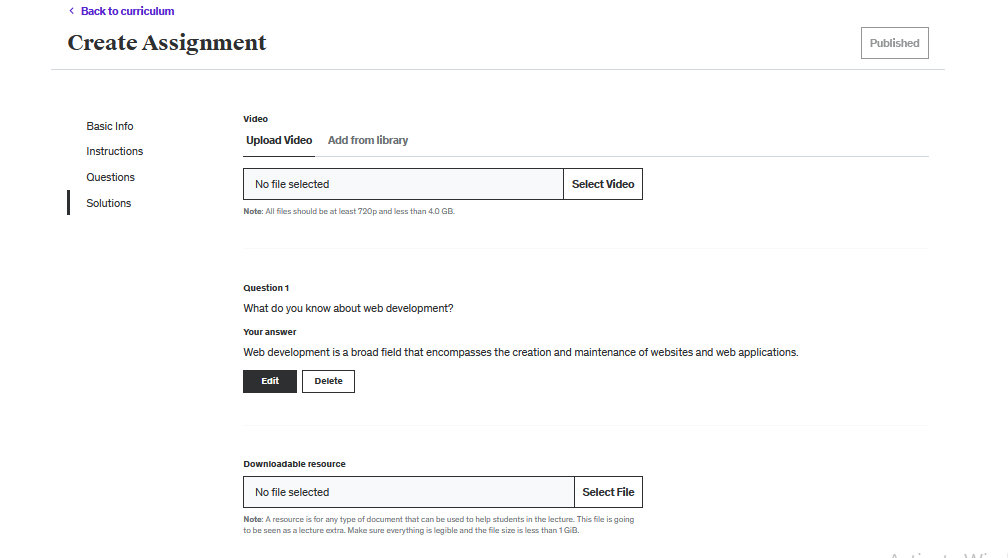 Back to curriculum
Create Assignment
Published
Basic Info
Instructions
Questions
Solutions
Video
Upload Video Add from library
No file selected Select Video
Note: All files should be at least 720p and less than 4.0 GB.
Question 1
What do you know about web development?
Your answer
Web development is a broad field that encompasses the creation and maintenance of websites and web applications.
Edit Delete
Downloadable resource
No file selected Select File
Note: A resource is for any type of document that can be used to help students in the lecture. This file is going
to be seen as a lecture extra. Make sure everything is legible and the file size is less than 1 GiB.